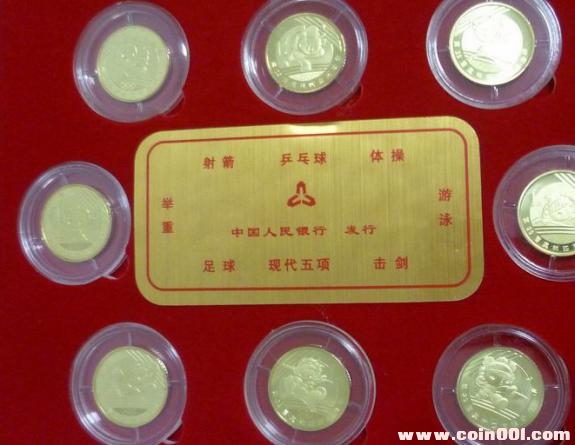 射箭 乒乓球 体操
举重
游泳
中国人民银行 发行
足球 现代五项 击剑
www.coin001.com